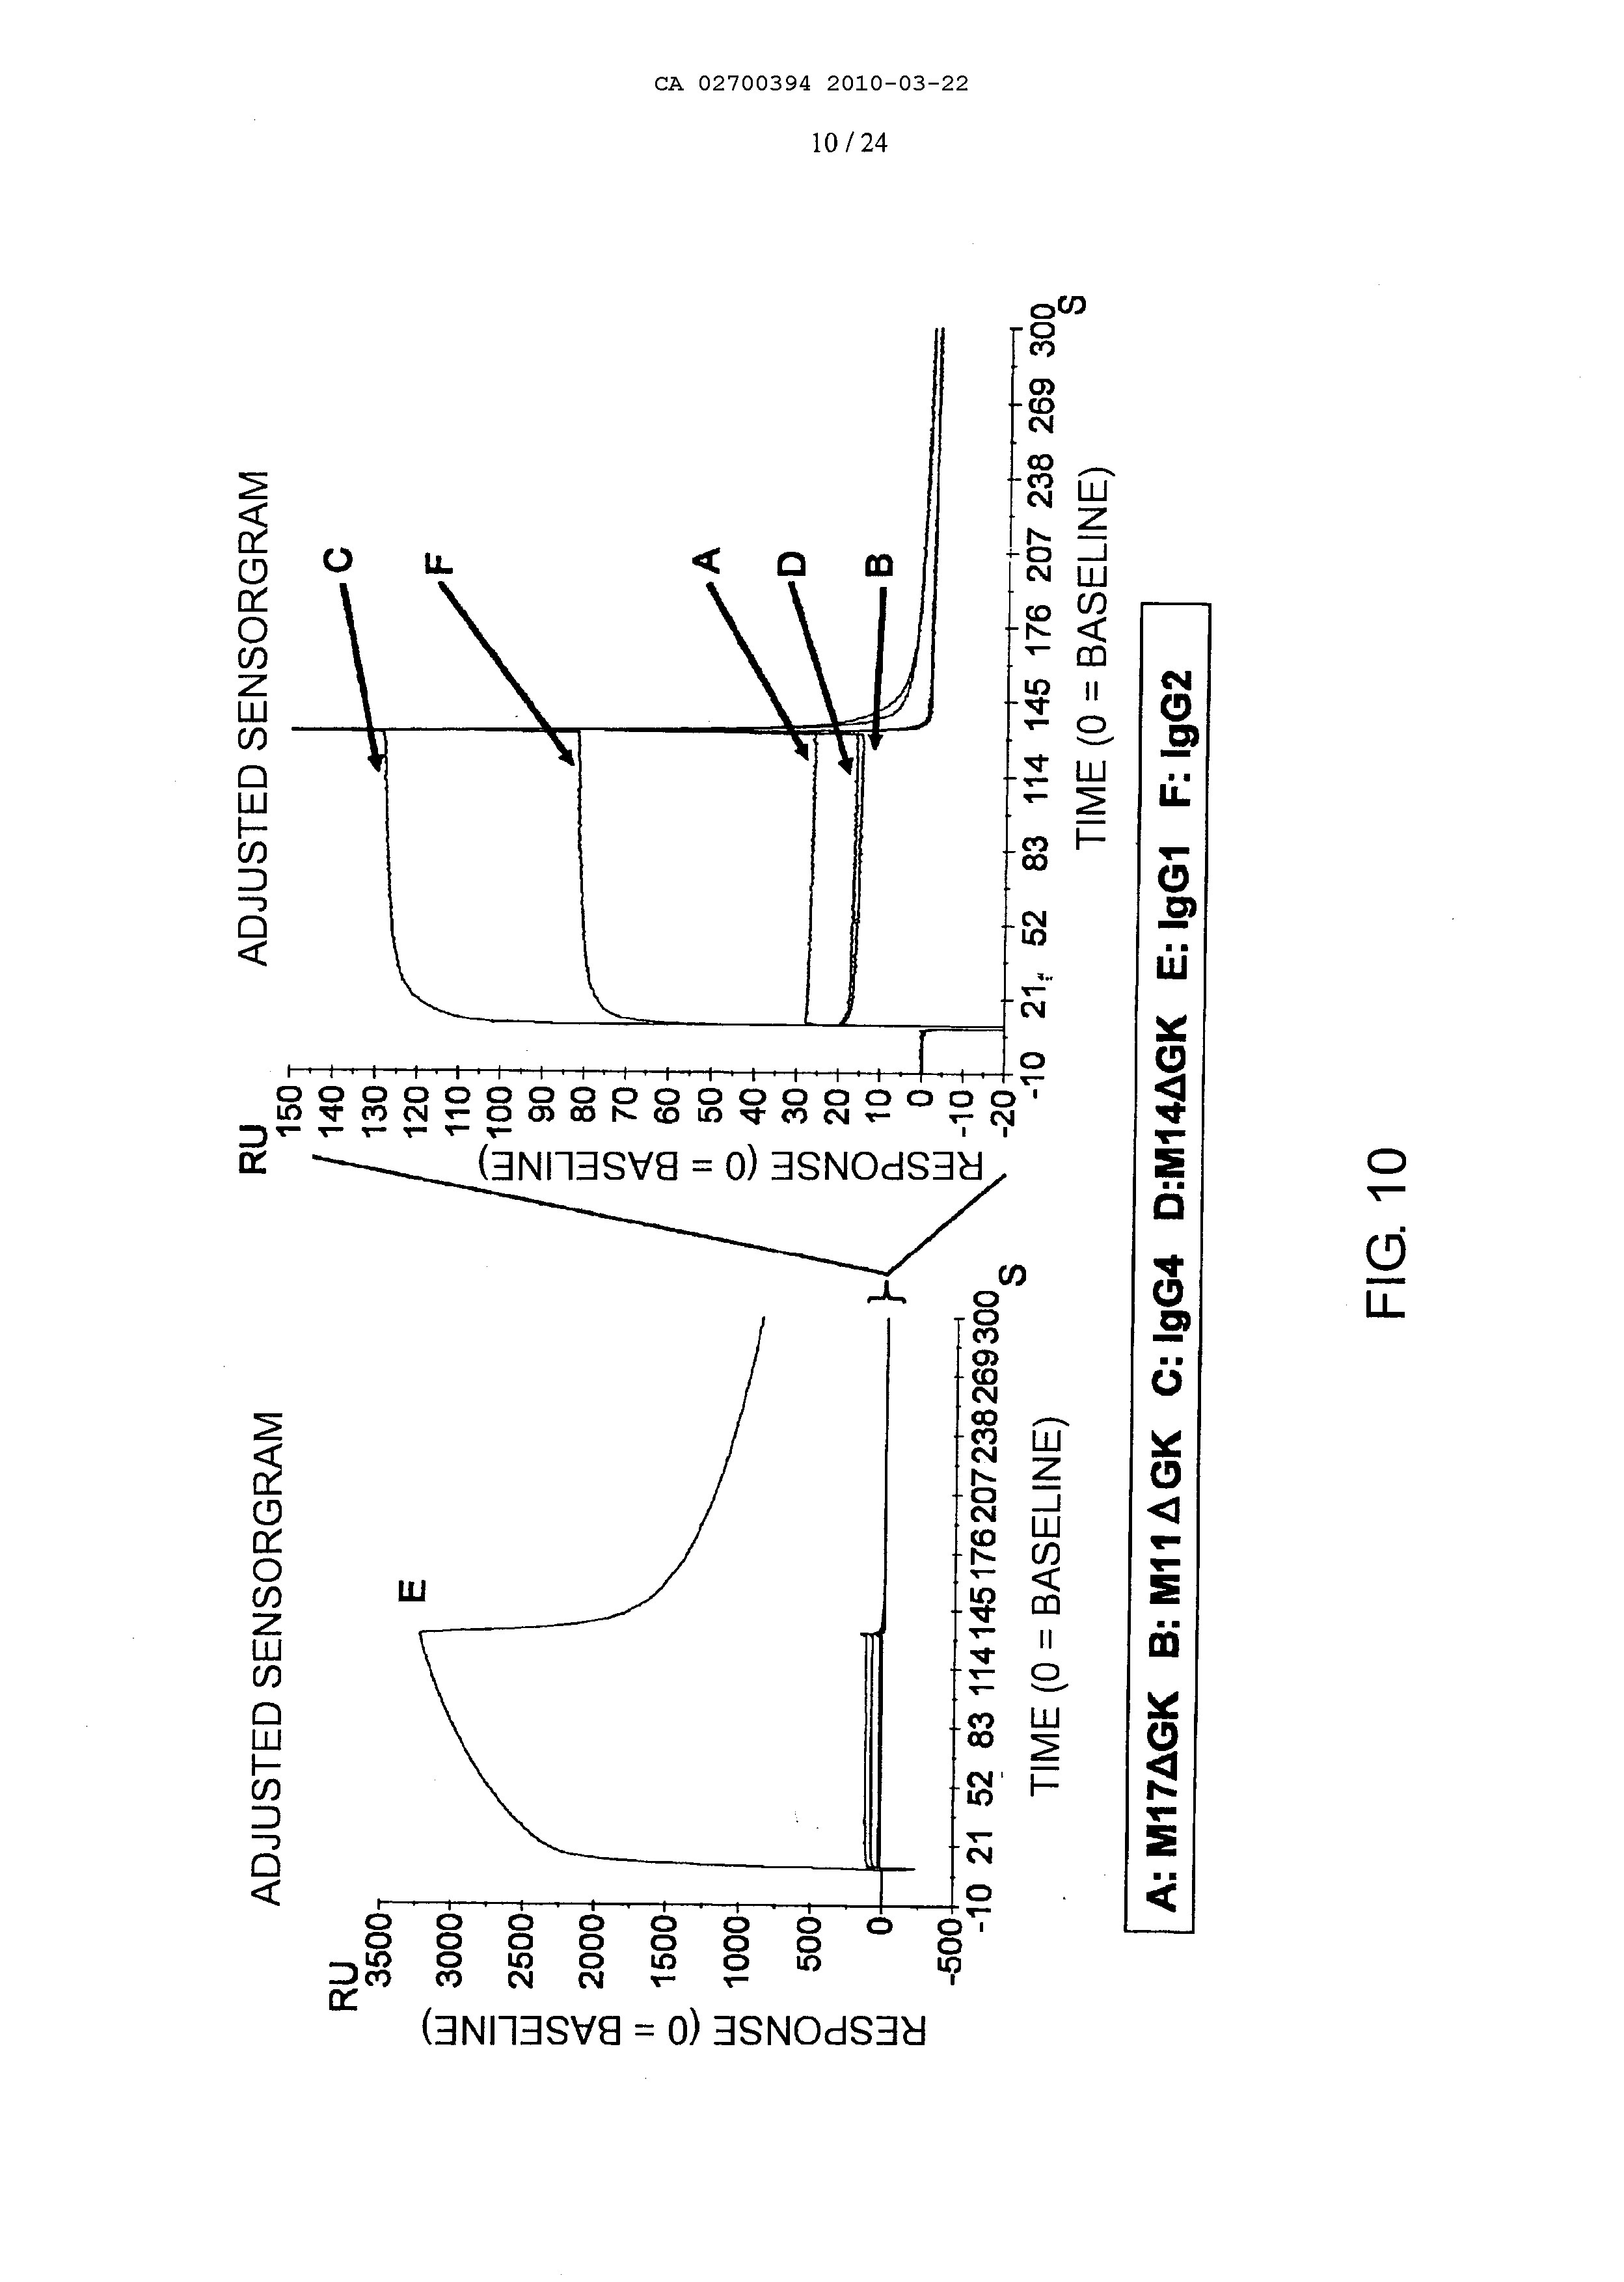 CA 02700394 2010-03-22
10 / 24
ADJUSTED SENSORGRAM
RU
3500
3000
2500
2000
1500
1000
500
0
-500
RESPONSE (0 = BASELINE)
E
-10 21 52 83 114 145 176 207 238 269 300
S
TIME (0 = BASELINE)
ADJUSTED SENSORGRAM
RU
150
140
130
120
110
100
90
80
70
60
50
40
30
20
10
0
-10
-20
RESPONSE (0 = BASELINE)
C
F
A
D
B
-10 21 52 83 114 145 176 207 238 269 300
S
TIME (0 = BASELINE)
A: M17ΔGK B: M11ΔGK C: IgG4 D:M14ΔGK E: IgG1 F: IgG2
FIG. 10